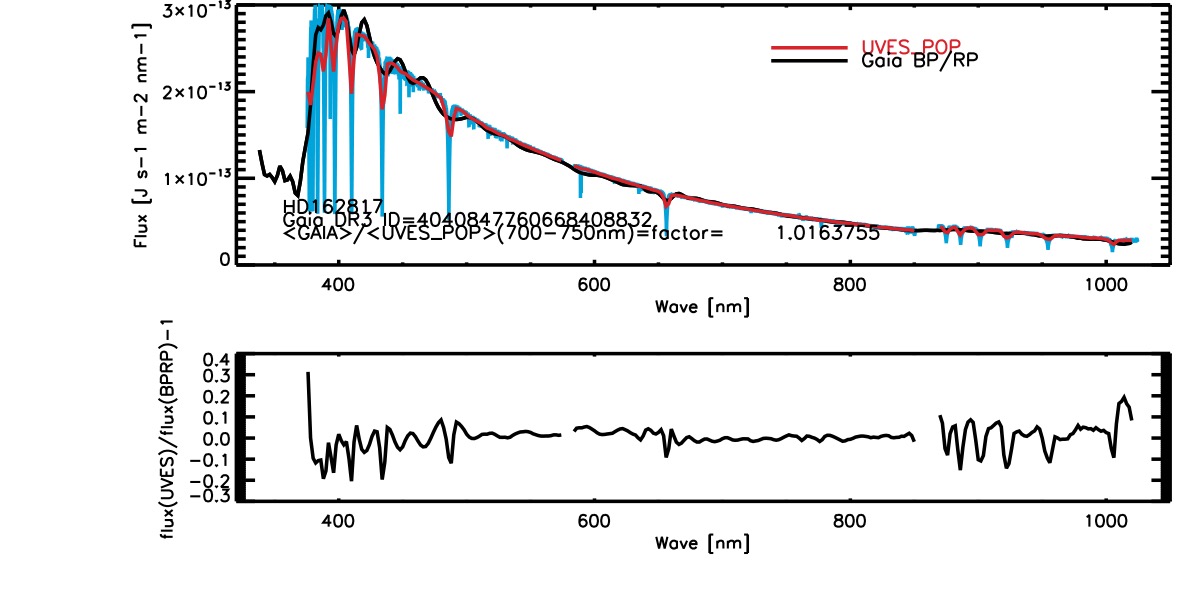 3×10−13
2×10−13
1×10−13
0
Flux [J s−1 m−2 nm−1]
UVES_POP
Gaia BP/RP
HD162817
Gaia DR3 ID=4040847760668408832
<GAIA>/<UVES_POP>(700−750nm)=factor= 1.0163755
400 600 800 1000
Wave [nm]
flux(UVES)/flux(BPRP)−1
0.4
0.3
0.2
0.1
0.0
−0.1
−0.2
−0.3
400 600 800 1000
Wave [nm]